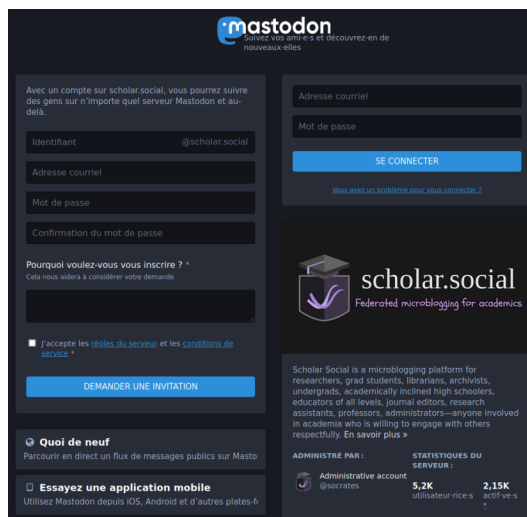 mastodon
Suivez vos ami·e·s et découvrez-en de
nouveaux·elles
Avec un compte sur scholar.social, vous pourrez suivre
des gens sur n'importe quel serveur Mastodon et au-
delà.
Identifiant @scholar.social
Adresse courriel
Mot de passe
Confirmation du mot de passe
Pourquoi voulez-vous vous inscrire ? *
Cela nous aidera à considérer votre demande
J'accepte les règles du serveur et les conditions de
service *
DEMANDER UNE INVITATION
Quoi de neuf
Parcourir en direct un flux de messages publics sur Masto
Essayez une application mobile
Utilisez Mastodon depuis iOS, Android et d'autres plates-f
Adresse courriel
Mot de passe
SE CONNECTER
Vous avez un problème pour vous connecter ?
scholar.social
Federated microblogging for academics
Scholar Social is a microblogging platform for
researchers, grad students, librarians, archivists,
undergrads, academically inclined high schoolers,
educators of all levels, journal editors, research
assistants, professors, administrators—anyone involved
in academia who is willing to engage with others
respectfully. En savoir plus »
ADMINISTRÉ PAR :
Administrative account
@socrates
STATISTIQUES DU
SERVEUR :
5,2K 2,15K
utilisateur·rice·s actif·ve·s
*